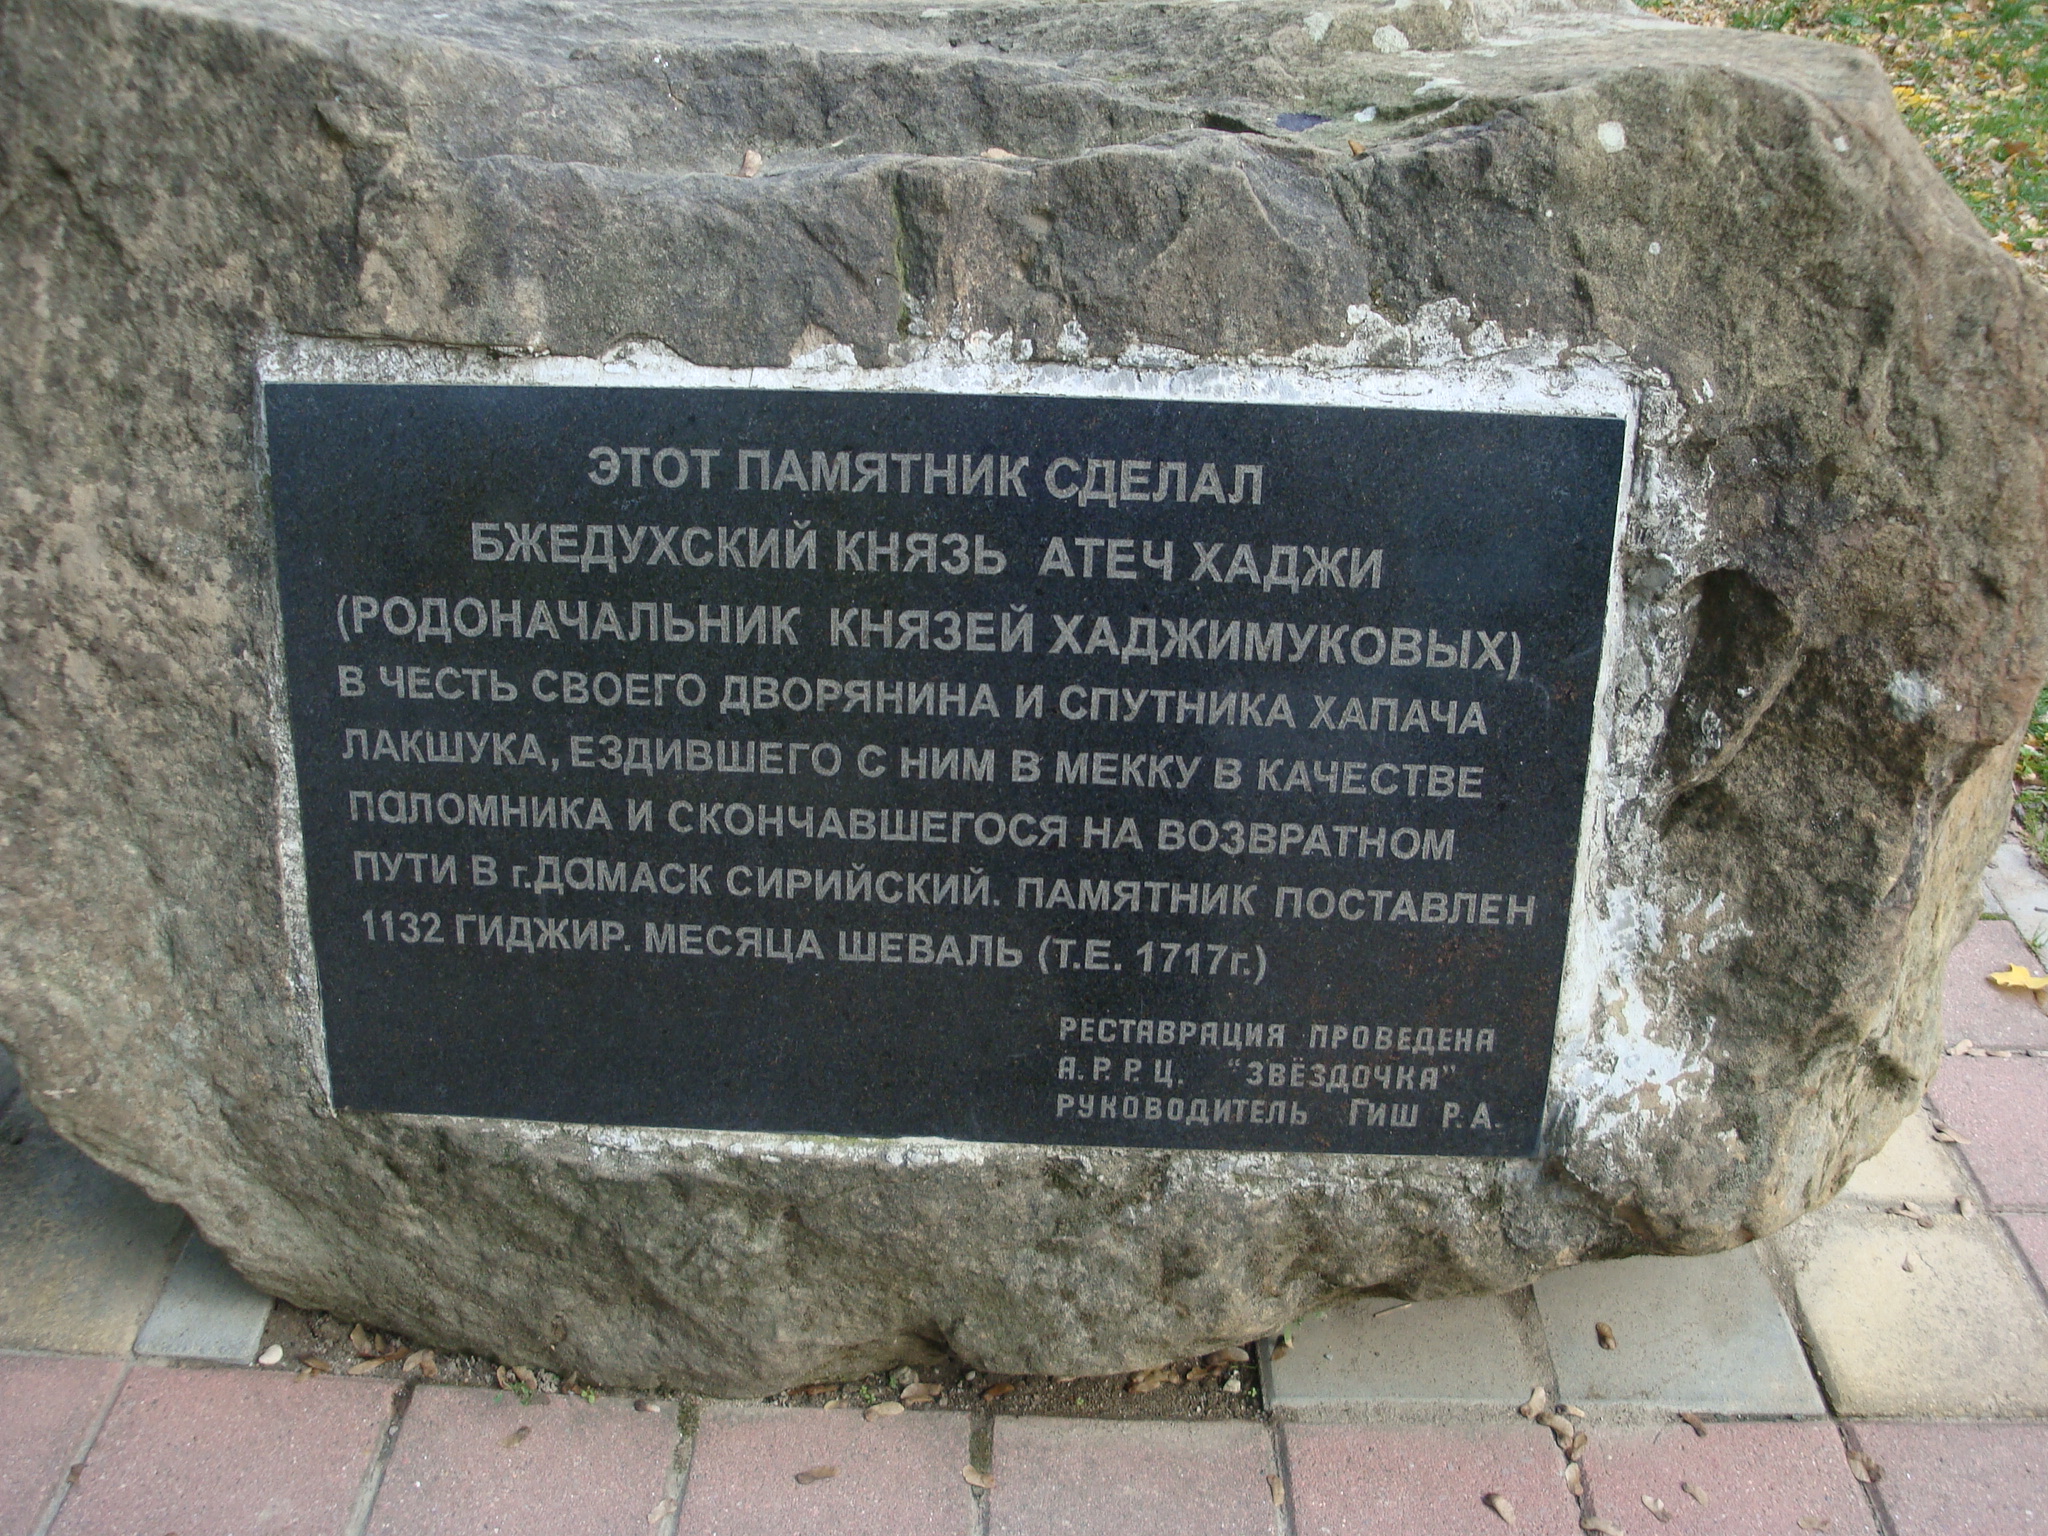 ЭТОТ ПАМЯТНИК СДЕЛАЛ
БЖЕДУХСКИЙ КНЯЗЬ АТЕЧ ХАДЖИ
(РОДОНАЧАЛЬНИК КНЯЗЕЙ ХАДЖИМУКОВЫХ)
В ЧЕСТЬ СВОЕГО ДВОРЯНИНА И СПУТНИКА ХАПАЧА
ЛАКШУКА, ЕЗДИВШЕГО С НИМ В МЕККУ В КАЧЕСТВЕ
ПаЛОМНИКА И СКОНЧАВШЕГОСЯ НА ВОЗВРАТНОМ
ПУТИ В г.ДаМАСК СИРИЙСКИЙ. ПАМЯТНИК ПОСТАВЛЕН
1132 ГИДЖИР. МЕСЯЦА ШЕВАЛЬ (Т.Е. 1717г.)
РЕСТАВРАЦИЯ ПРОВЕДЕНА
А.Р.Р.Ц. "ЗВЁЗДОЧКА"
РУКОВОДИТЕЛЬ ГИШ Р.А.